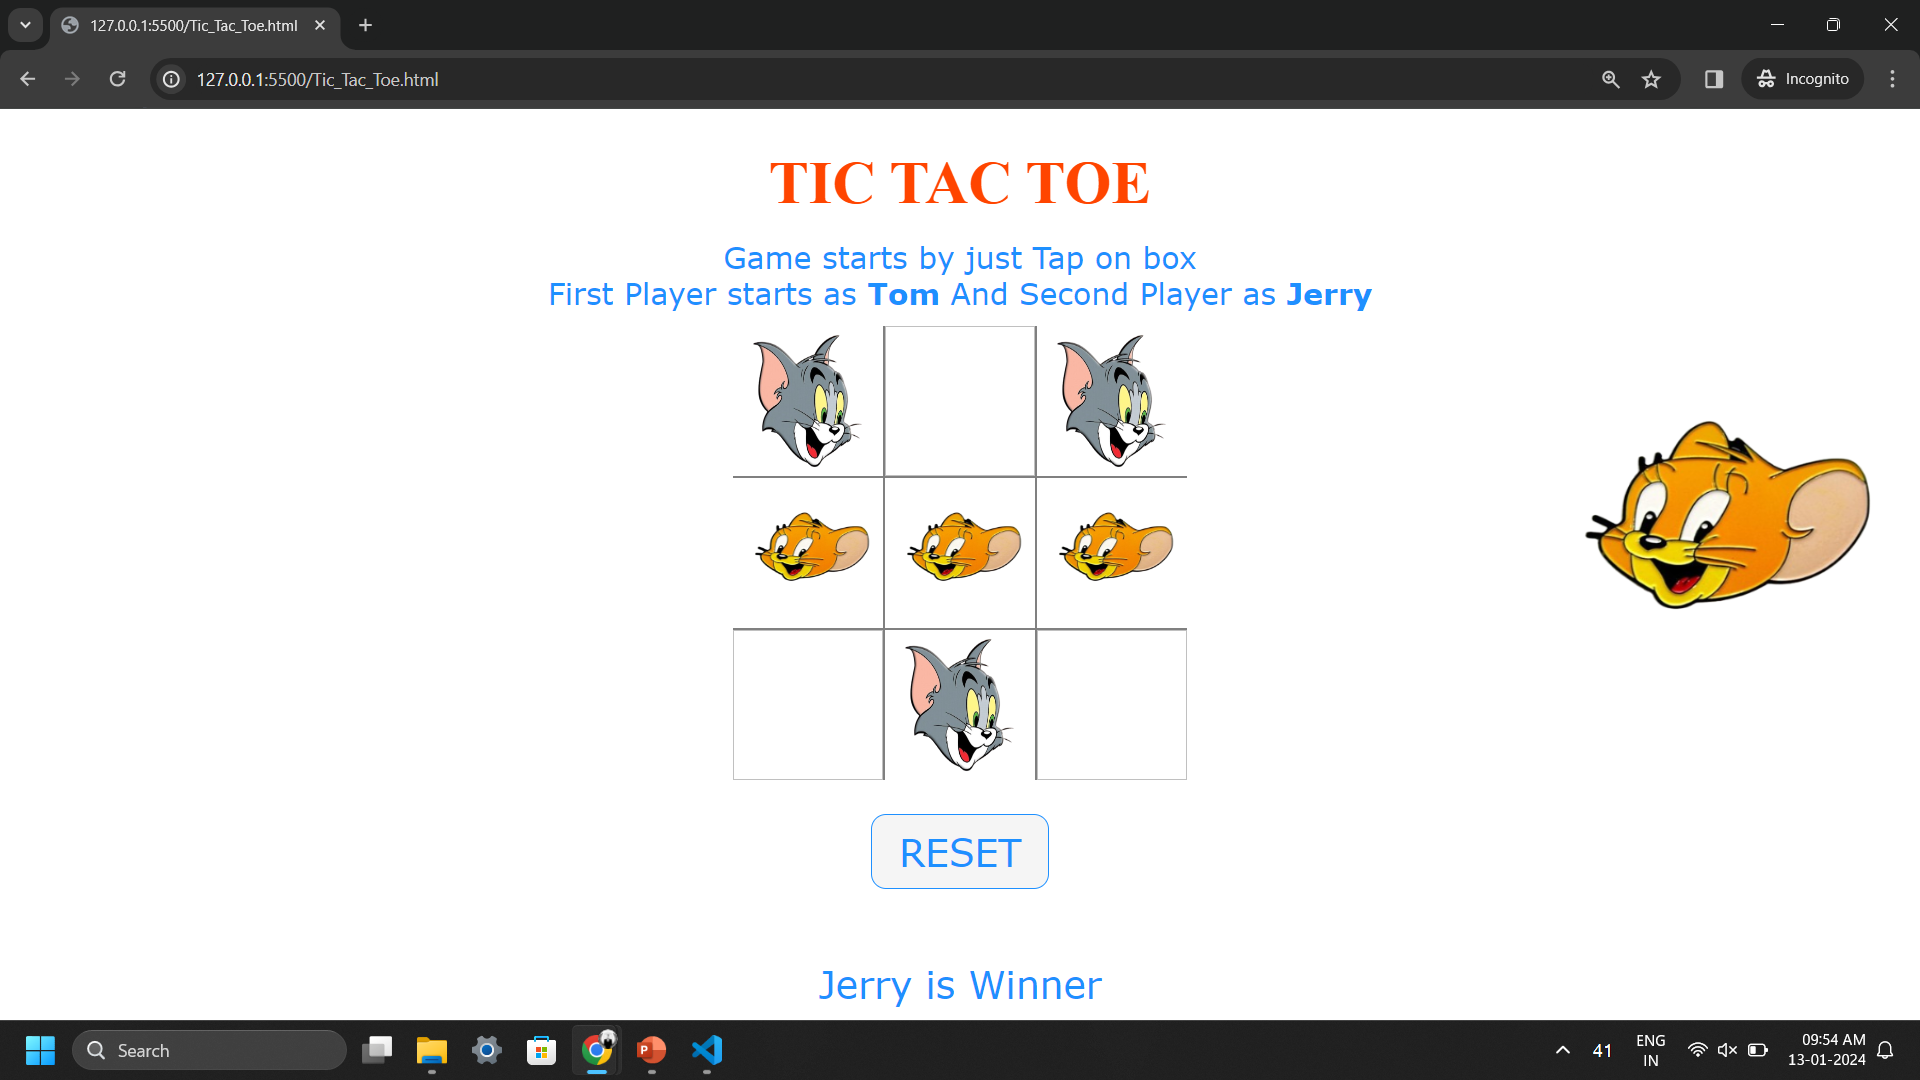 127.0.0.1:5500/Tic_Tac_Toe.html
127.0.0.1:5500/Tic_Tac_Toe.html
Incognito
TIC TAC TOE
Game starts by just Tap on box
First Player starts as Tom And Second Player as Jerry
RESET
Jerry is Winner
Search
P
41
ENG
IN
09:54 AM
13-01-2024